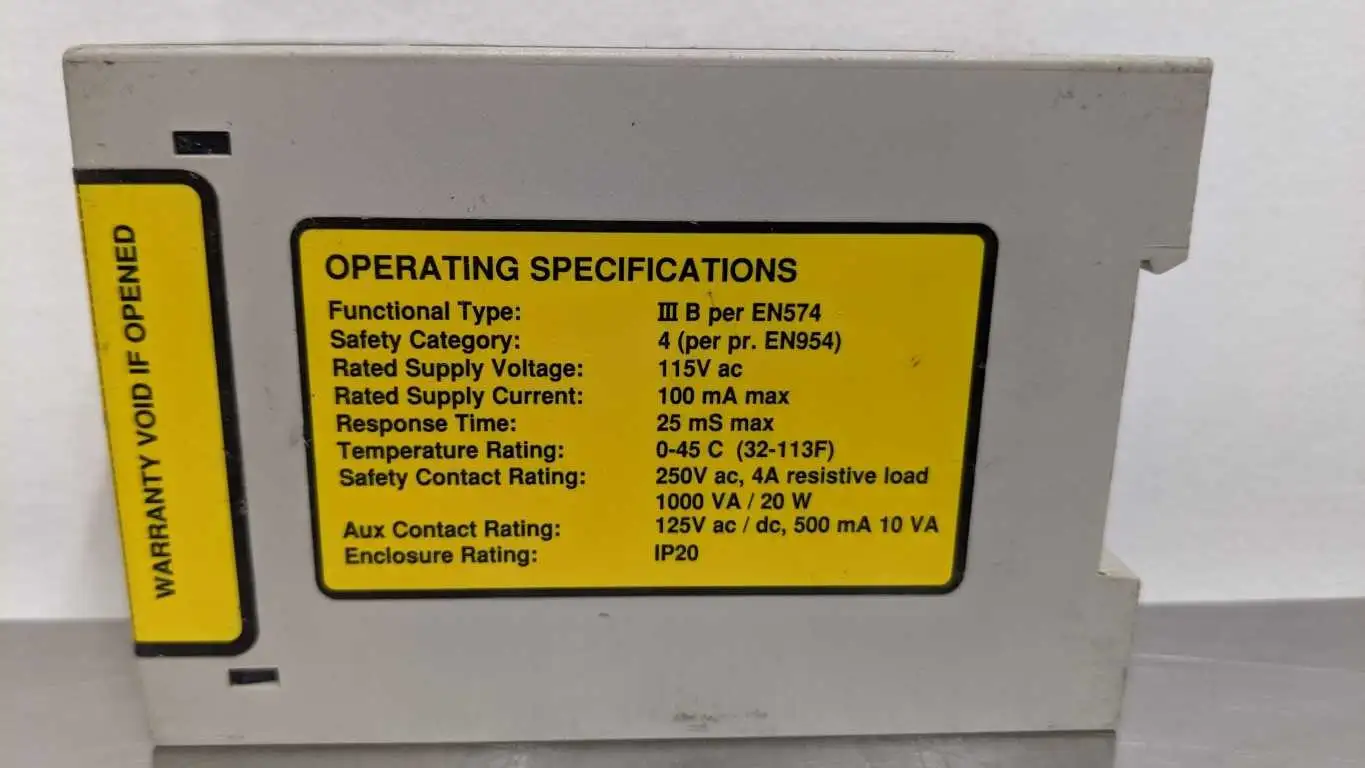 WARRANTY VOID IF OPENED
OPERATING SPECIFICATIONS
Functional Type: III B per EN574
Safety Category: 4 (per pr. EN954)
Rated Supply Voltage: 115V ac
Rated Supply Current: 100 mA max
Response Time: 25 mS max
Temperature Rating: 0-45 C (32-113F)
Safety Contact Rating: 250V ac, 4A resistive load
1000 VA / 20 W
Aux Contact Rating: 125V ac / dc, 500 mA 10 VA
Enclosure Rating: IP20